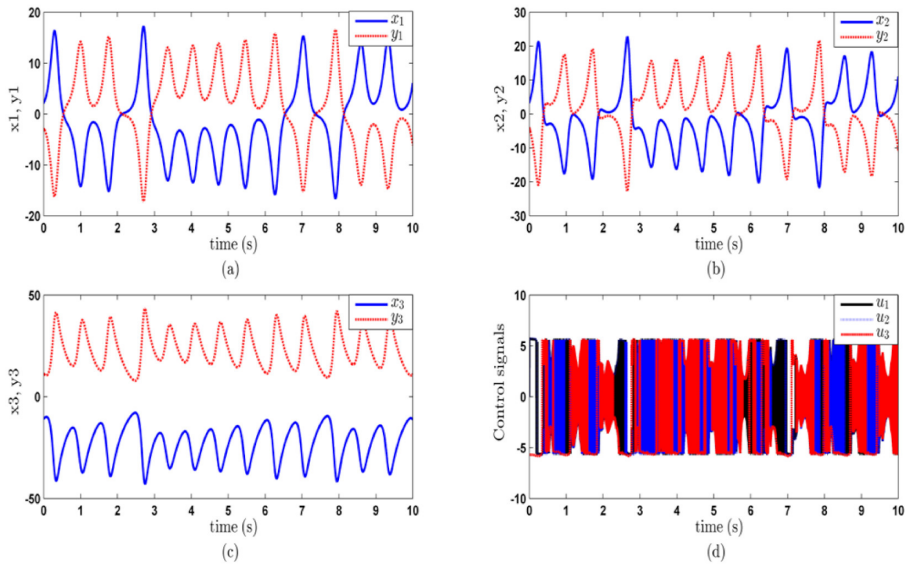 20
10
0
-10
-20
x1, y1
x₁
y₁
0 1 2 3 4 5 6 7 8 9 10
time (s)
(a)
30
20
10
0
-10
-20
-30
x2, y2
x₂
y₂
0 1 2 3 4 5 6 7 8 9 10
time (s)
(b)
50
0
-50
x3, y3
x₃
y₃
0 1 2 3 4 5 6 7 8 9 10
time (s)
(c)
10
5
0
-5
-10
Control signals
u₁
u₂
u₃
0 1 2 3 4 5 6 7 8 9 10
time (s)
(d)